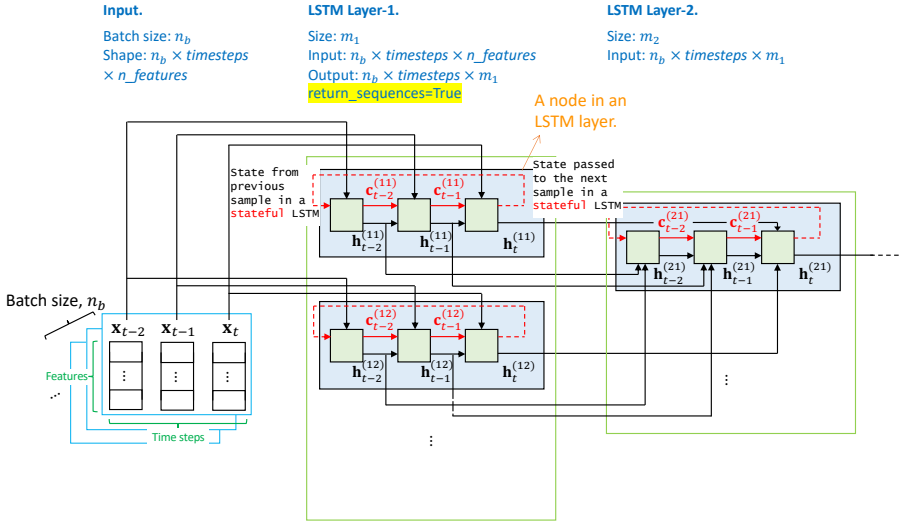 Input.
Batch size: n_b
Shape: n_b × timesteps
× n_features
LSTM Layer-1.
Size: m_1
Input: n_b × timesteps × n_features
Output: n_b × timesteps × m_1
return_sequences=True
LSTM Layer-2.
Size: m_2
Input: n_b × timesteps × m_1
A node in an
LSTM layer.
State from
previous
sample in a
stateful LSTM
State passed
to the next
sample in a
stateful LSTM
c_{t-2}^{(11)} c_{t-1}^{(11)}
h_{t-2}^{(11)} h_{t-1}^{(11)} h_t^{(11)}
c_{t-2}^{(21)} c_{t-1}^{(21)}
h_{t-2}^{(21)} h_{t-1}^{(21)} h_t^{(21)}
c_{t-2}^{(12)} c_{t-1}^{(12)}
h_{t-2}^{(12)} h_{t-1}^{(12)} h_t^{(12)}
Batch size, n_b
x_{t-2} x_{t-1} x_t
Features
⋮ ⋮ ⋮
...
Time steps
⋮
⋮